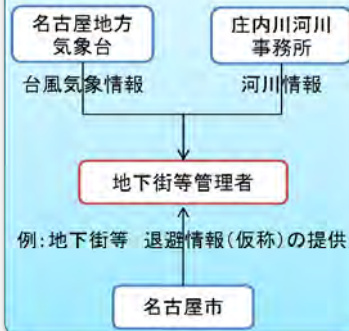 名古屋地方
気象台
庄内川河川
事務所
台風気象情報
河川情報
地下街等管理者
例:地下街等 退避情報(仮称)の提供
名古屋市